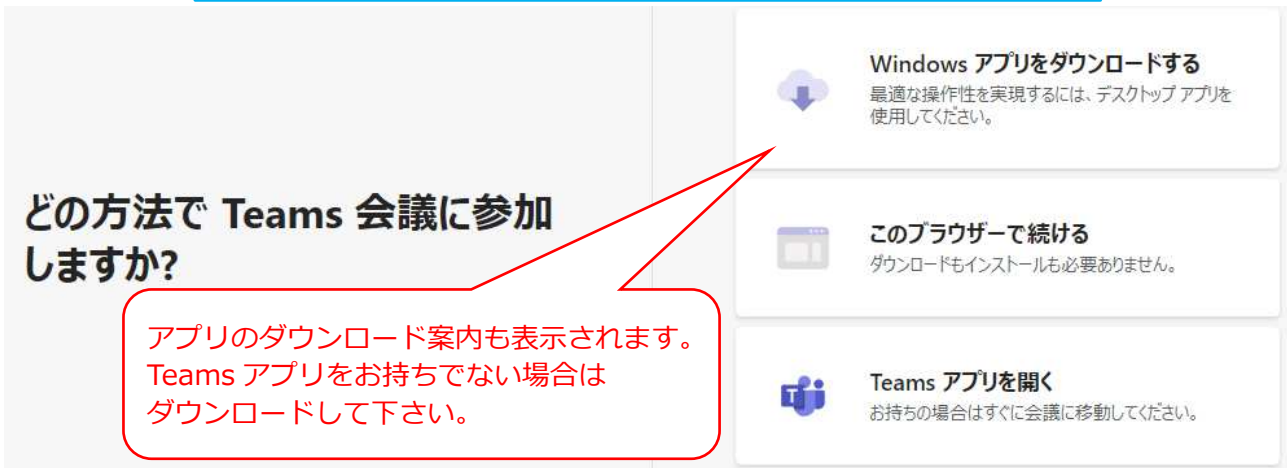 どの方法で Teams 会議に参加
しますか?
アプリのダウンロード案内も表示されます。
Teams アプリをお持ちでない場合は
ダウンロードして下さい。
Windows アプリをダウンロードする
最適な操作性を実現するには、デスクトップ アプリを
使用してください。
このブラウザーで続ける
ダウンロードもインストールも必要ありません。
Teams アプリを開く
お持ちの場合はすぐに会議に移動してください。